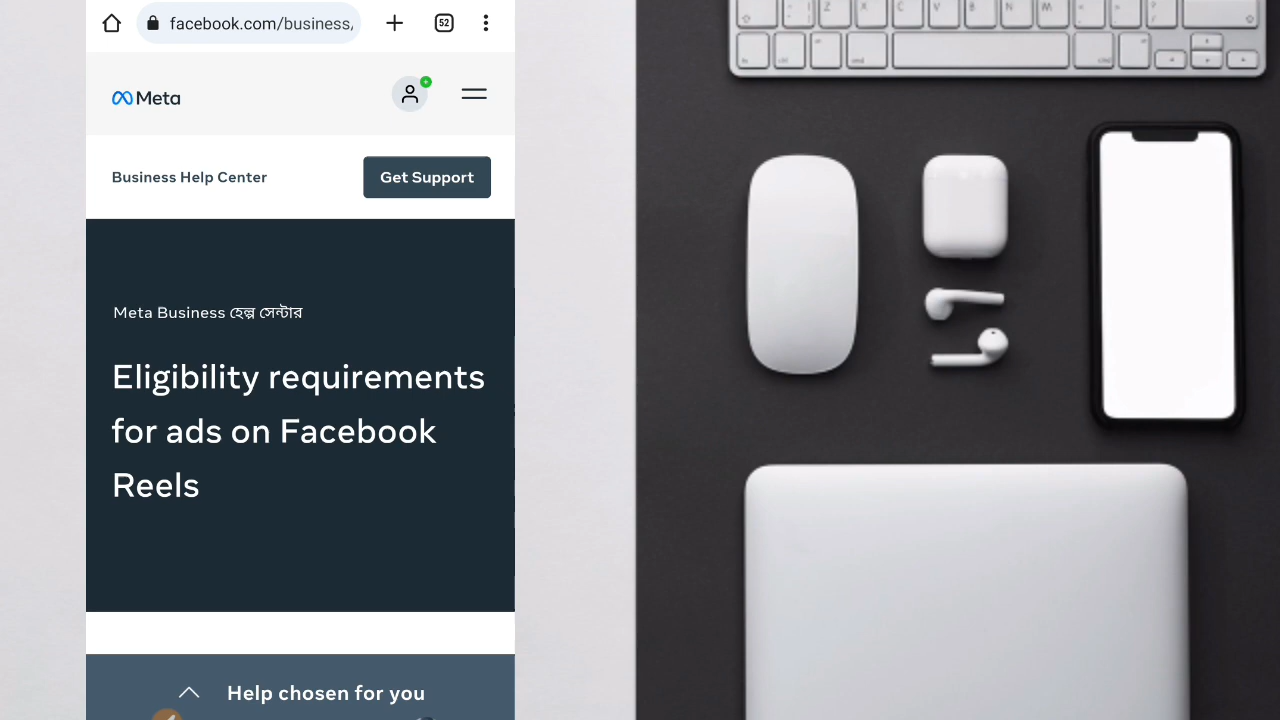 facebook.com/business,
52
Meta
Business Help Center
Get Support
Meta Business হেল্প সেন্টার
Eligibility requirements
for ads on Facebook
Reels
Help chosen for you
Z
X
C
V
B
N
M